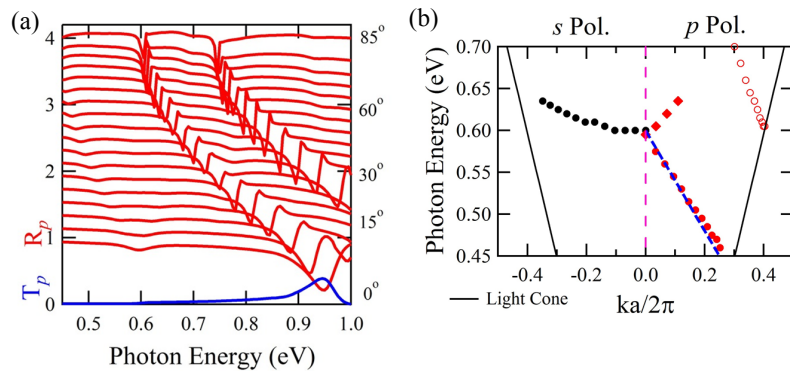 (a)
4
3
2
1
0
T_p R_p
85°
60°
30°
15°
0°
0.5 0.6 0.7 0.8 0.9 1.0
Photon Energy (eV)
(b)
s Pol. p Pol.
0.70
0.65
0.60
0.55
0.50
0.45
Photon Energy (eV)
-0.4 -0.2 0.0 0.2 0.4
Light Cone
ka/2π